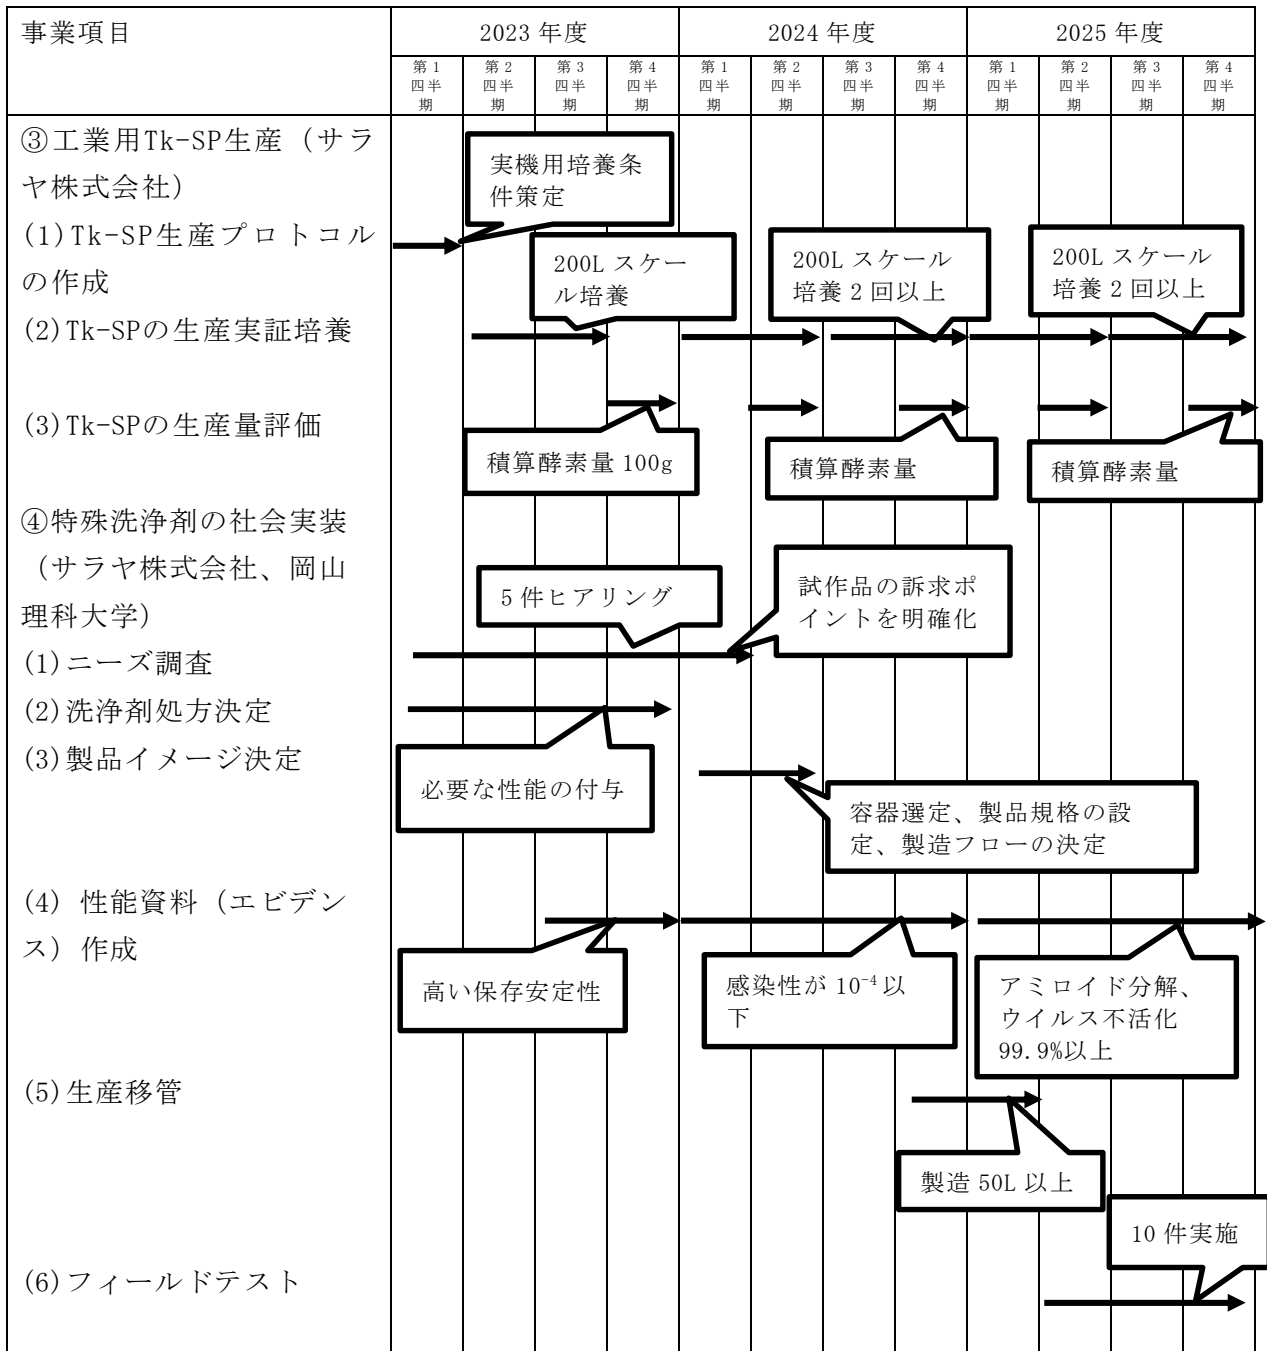 事業項目
2023 年度
2024 年度
2025 年度
第 1
四半
期
第 2
四半
期
第 3
四半
期
第 4
四半
期
第 1
四半
期
第 2
四半
期
第 3
四半
期
第 4
四半
期
第 1
四半
期
第 2
四半
期
第 3
四半
期
第 4
四半
期
③工業用Tk-SP生産（サラ
ヤ株式会社）
(1)Tk-SP生産プロトコル
の作成
(2)Tk-SPの生産実証培養
(3)Tk-SPの生産量評価
実機用培養条
件策定
200L スケー
ル培養
200L スケール
培養 2 回以上
200L スケール
培養 2 回以上
積算酵素量 100g
積算酵素量
積算酵素量
④特殊洗浄剤の社会実装
（サラヤ株式会社、岡山
理科大学）
(1)ニーズ調査
(2)洗浄剤処方決定
(3)製品イメージ決定
5 件ヒアリング
試作品の訴求ポ
イントを明確化
必要な性能の付与
容器選定、製品規格の設
定、製造フローの決定
(4) 性能資料（エビデン
ス）作成
高い保存安定性
感染性が 10⁻⁴ 以
下
アミロイド分解、
ウイルス不活化
99.9%以上
(5)生産移管
製造 50L 以上
10 件実施
(6)フィールドテスト